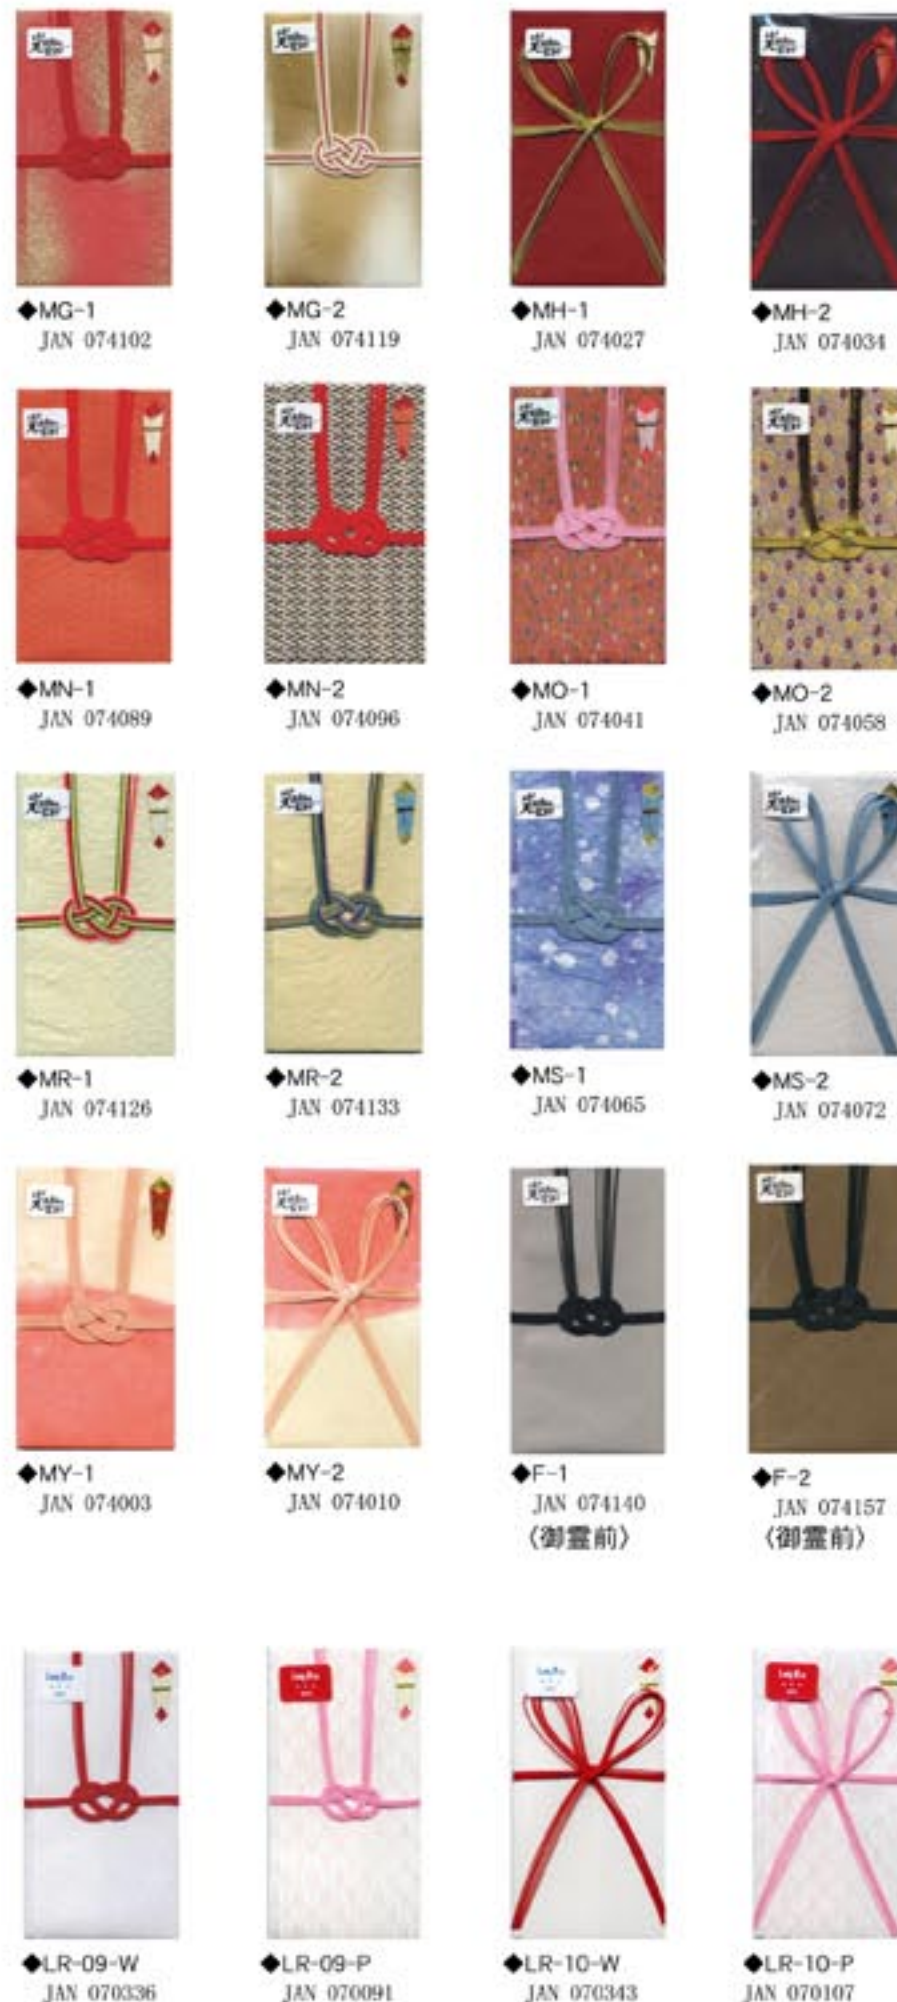 ◆MG-1
JAN 074102
◆MG-2
JAN 074119
◆MH-1
JAN 074027
◆MH-2
JAN 074034
◆MN-1
JAN 074089
◆MN-2
JAN 074096
◆MO-1
JAN 074041
◆MO-2
JAN 074058
◆MR-1
JAN 074126
◆MR-2
JAN 074133
◆MS-1
JAN 074065
◆MS-2
JAN 074072
◆MY-1
JAN 074003
◆MY-2
JAN 074010
◆F-1
JAN 074140
〈御霊前〉
◆F-2
JAN 074157
〈御霊前〉
◆LR-09-W
JAN 070336
◆LR-09-P
JAN 070091
◆LR-10-W
JAN 070343
◆LR-10-P
JAN 070107